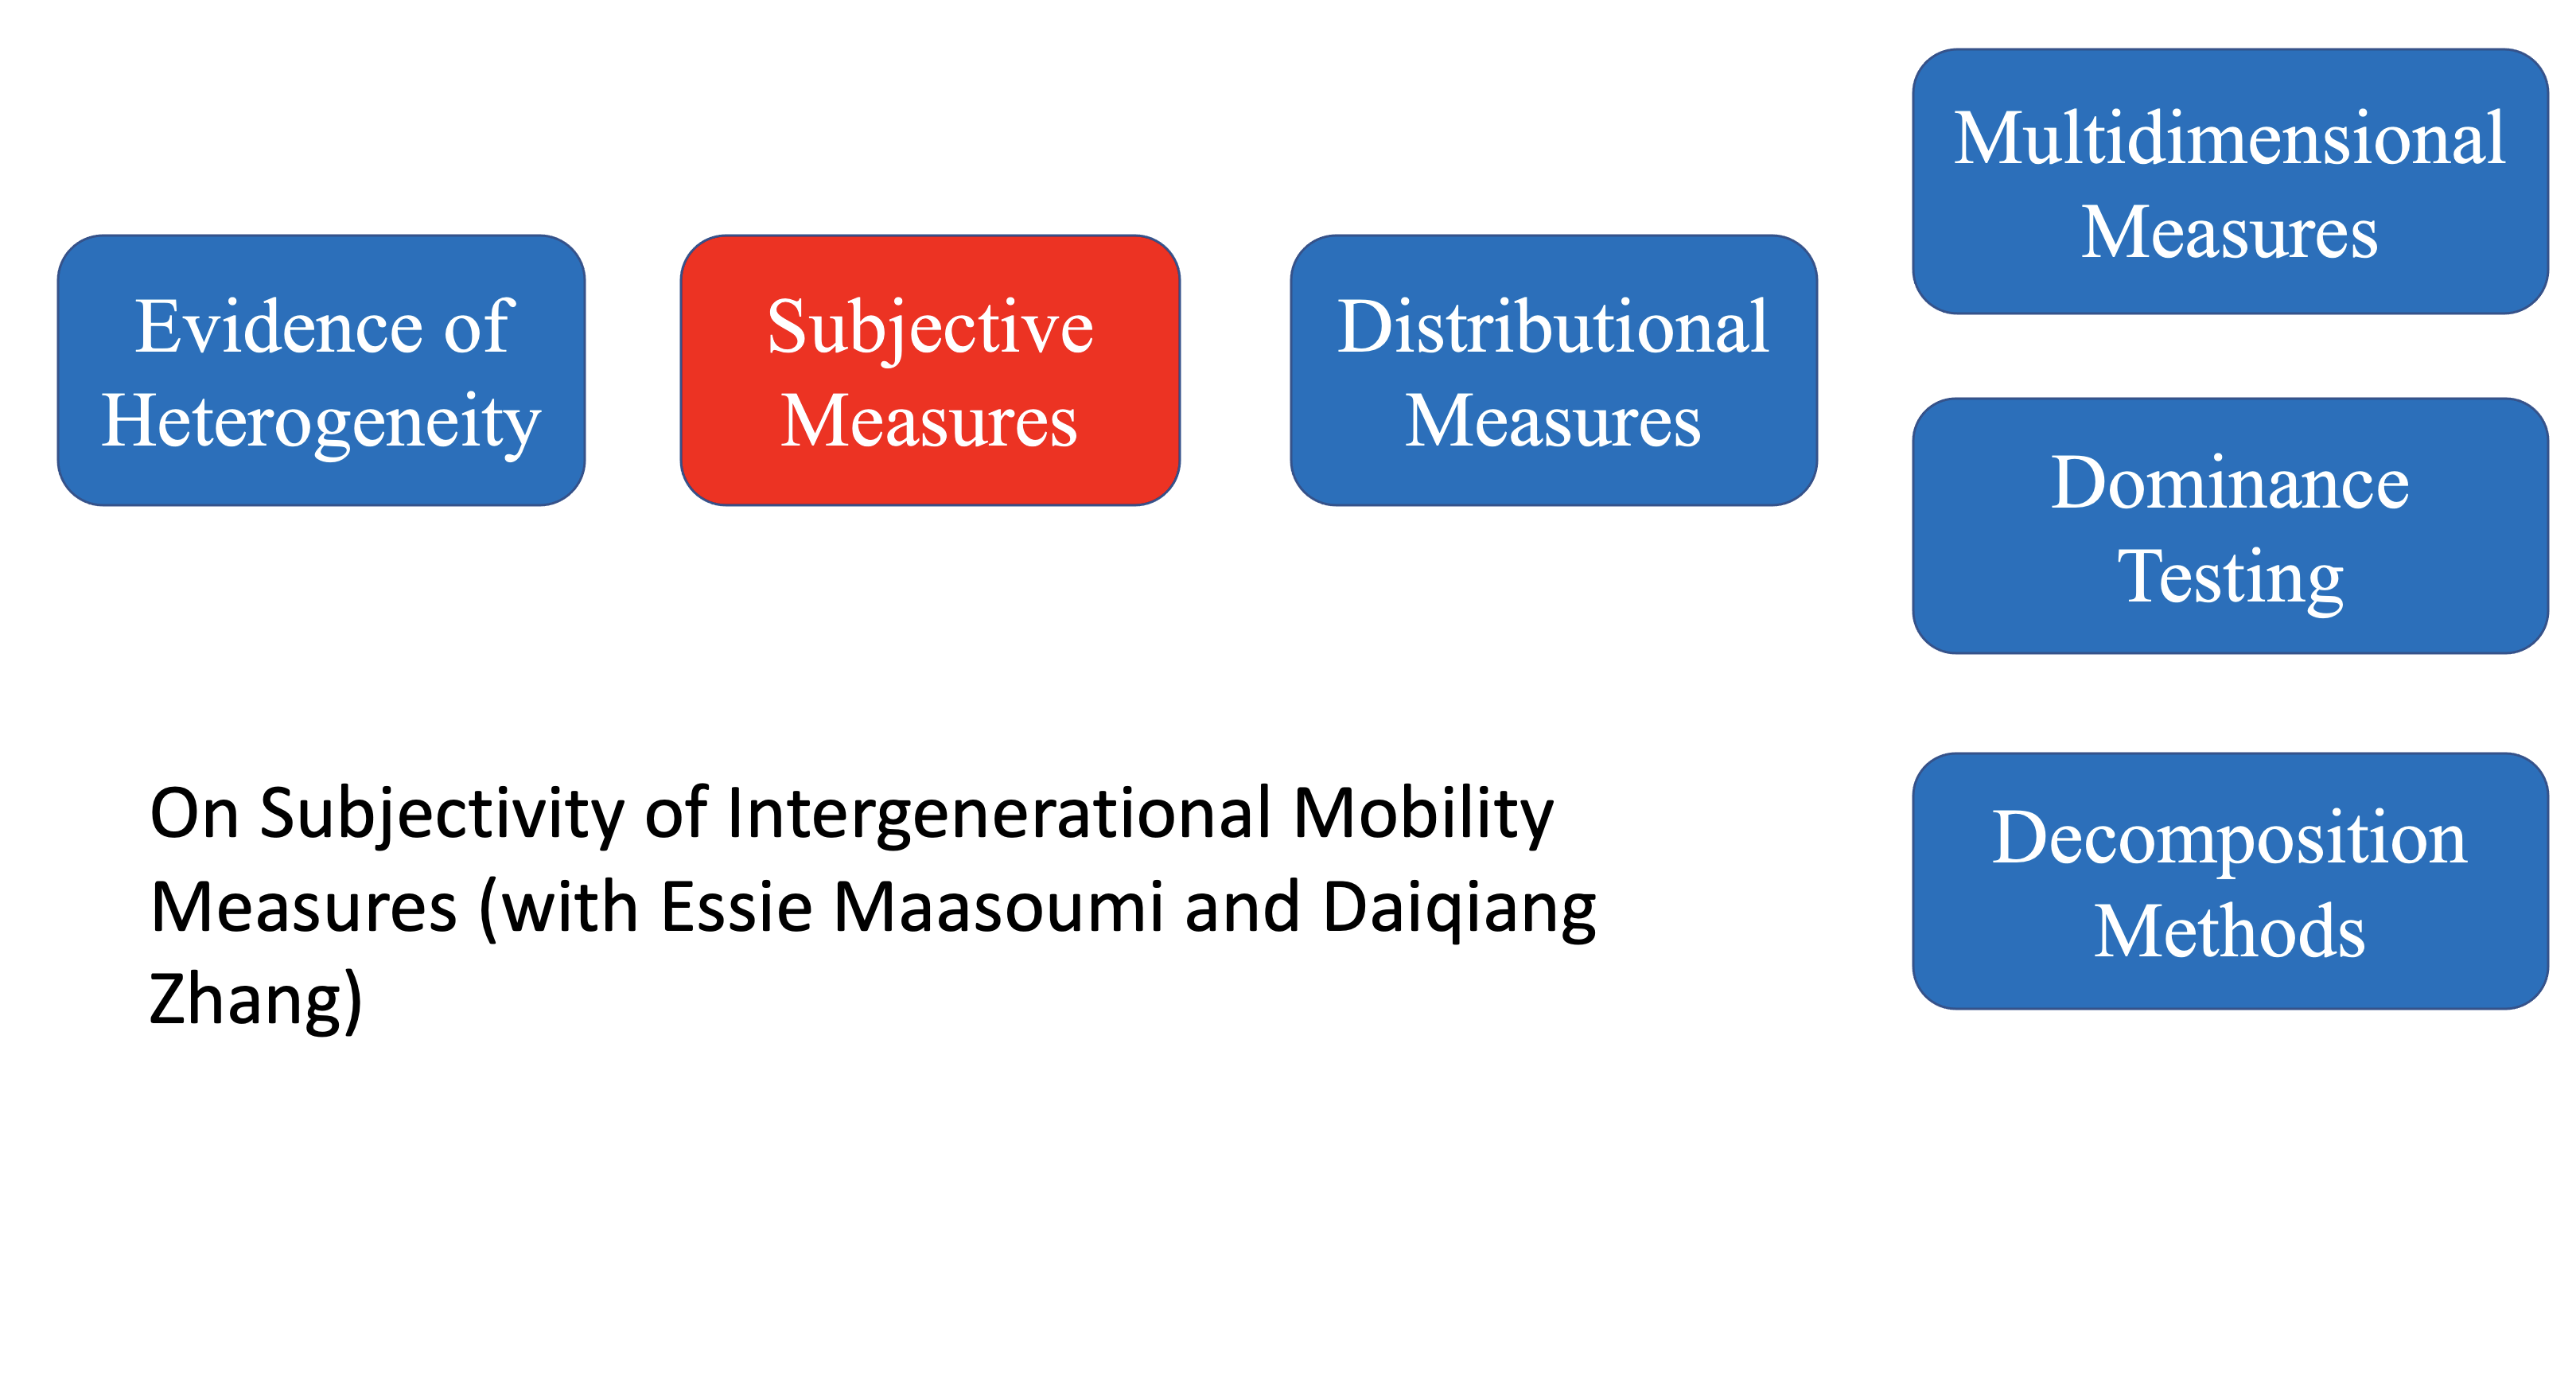 Evidence of
Heterogeneity
Subjective
Measures
Distributional
Measures
Multidimensional
Measures
Dominance
Testing
Decomposition
Methods
On Subjectivity of Intergenerational Mobility
Measures (with Essie Maasoumi and Daiqiang
Zhang)